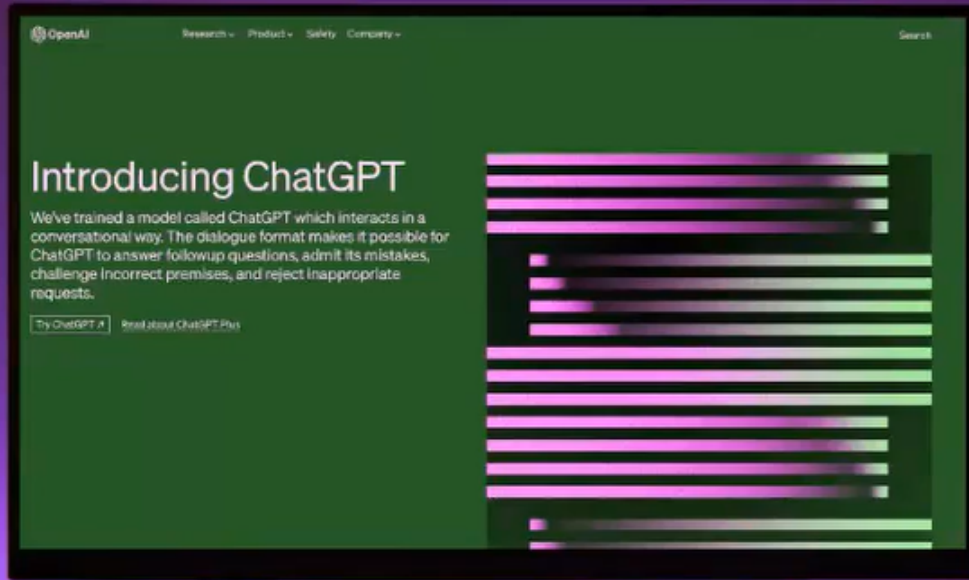 OpenAI
Research Product Safety Company
Search
Introducing ChatGPT
We've trained a model called ChatGPT which interacts in a
conversational way. The dialogue format makes it possible for
ChatGPT to answer followup questions, admit its mistakes,
challenge incorrect premises, and reject inappropriate
requests.
Try ChatGPT ↗ Read about ChatGPT Plus